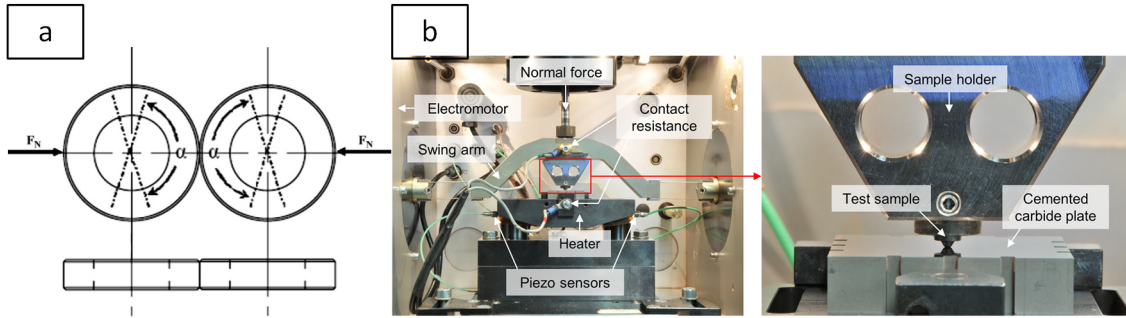 a
F_N
α
α
F_N
b
Normal force
Electromotor
Contact
resistance
Swing arm
Heater
Piezo sensors
Sample holder
Test sample
Cemented
carbide plate